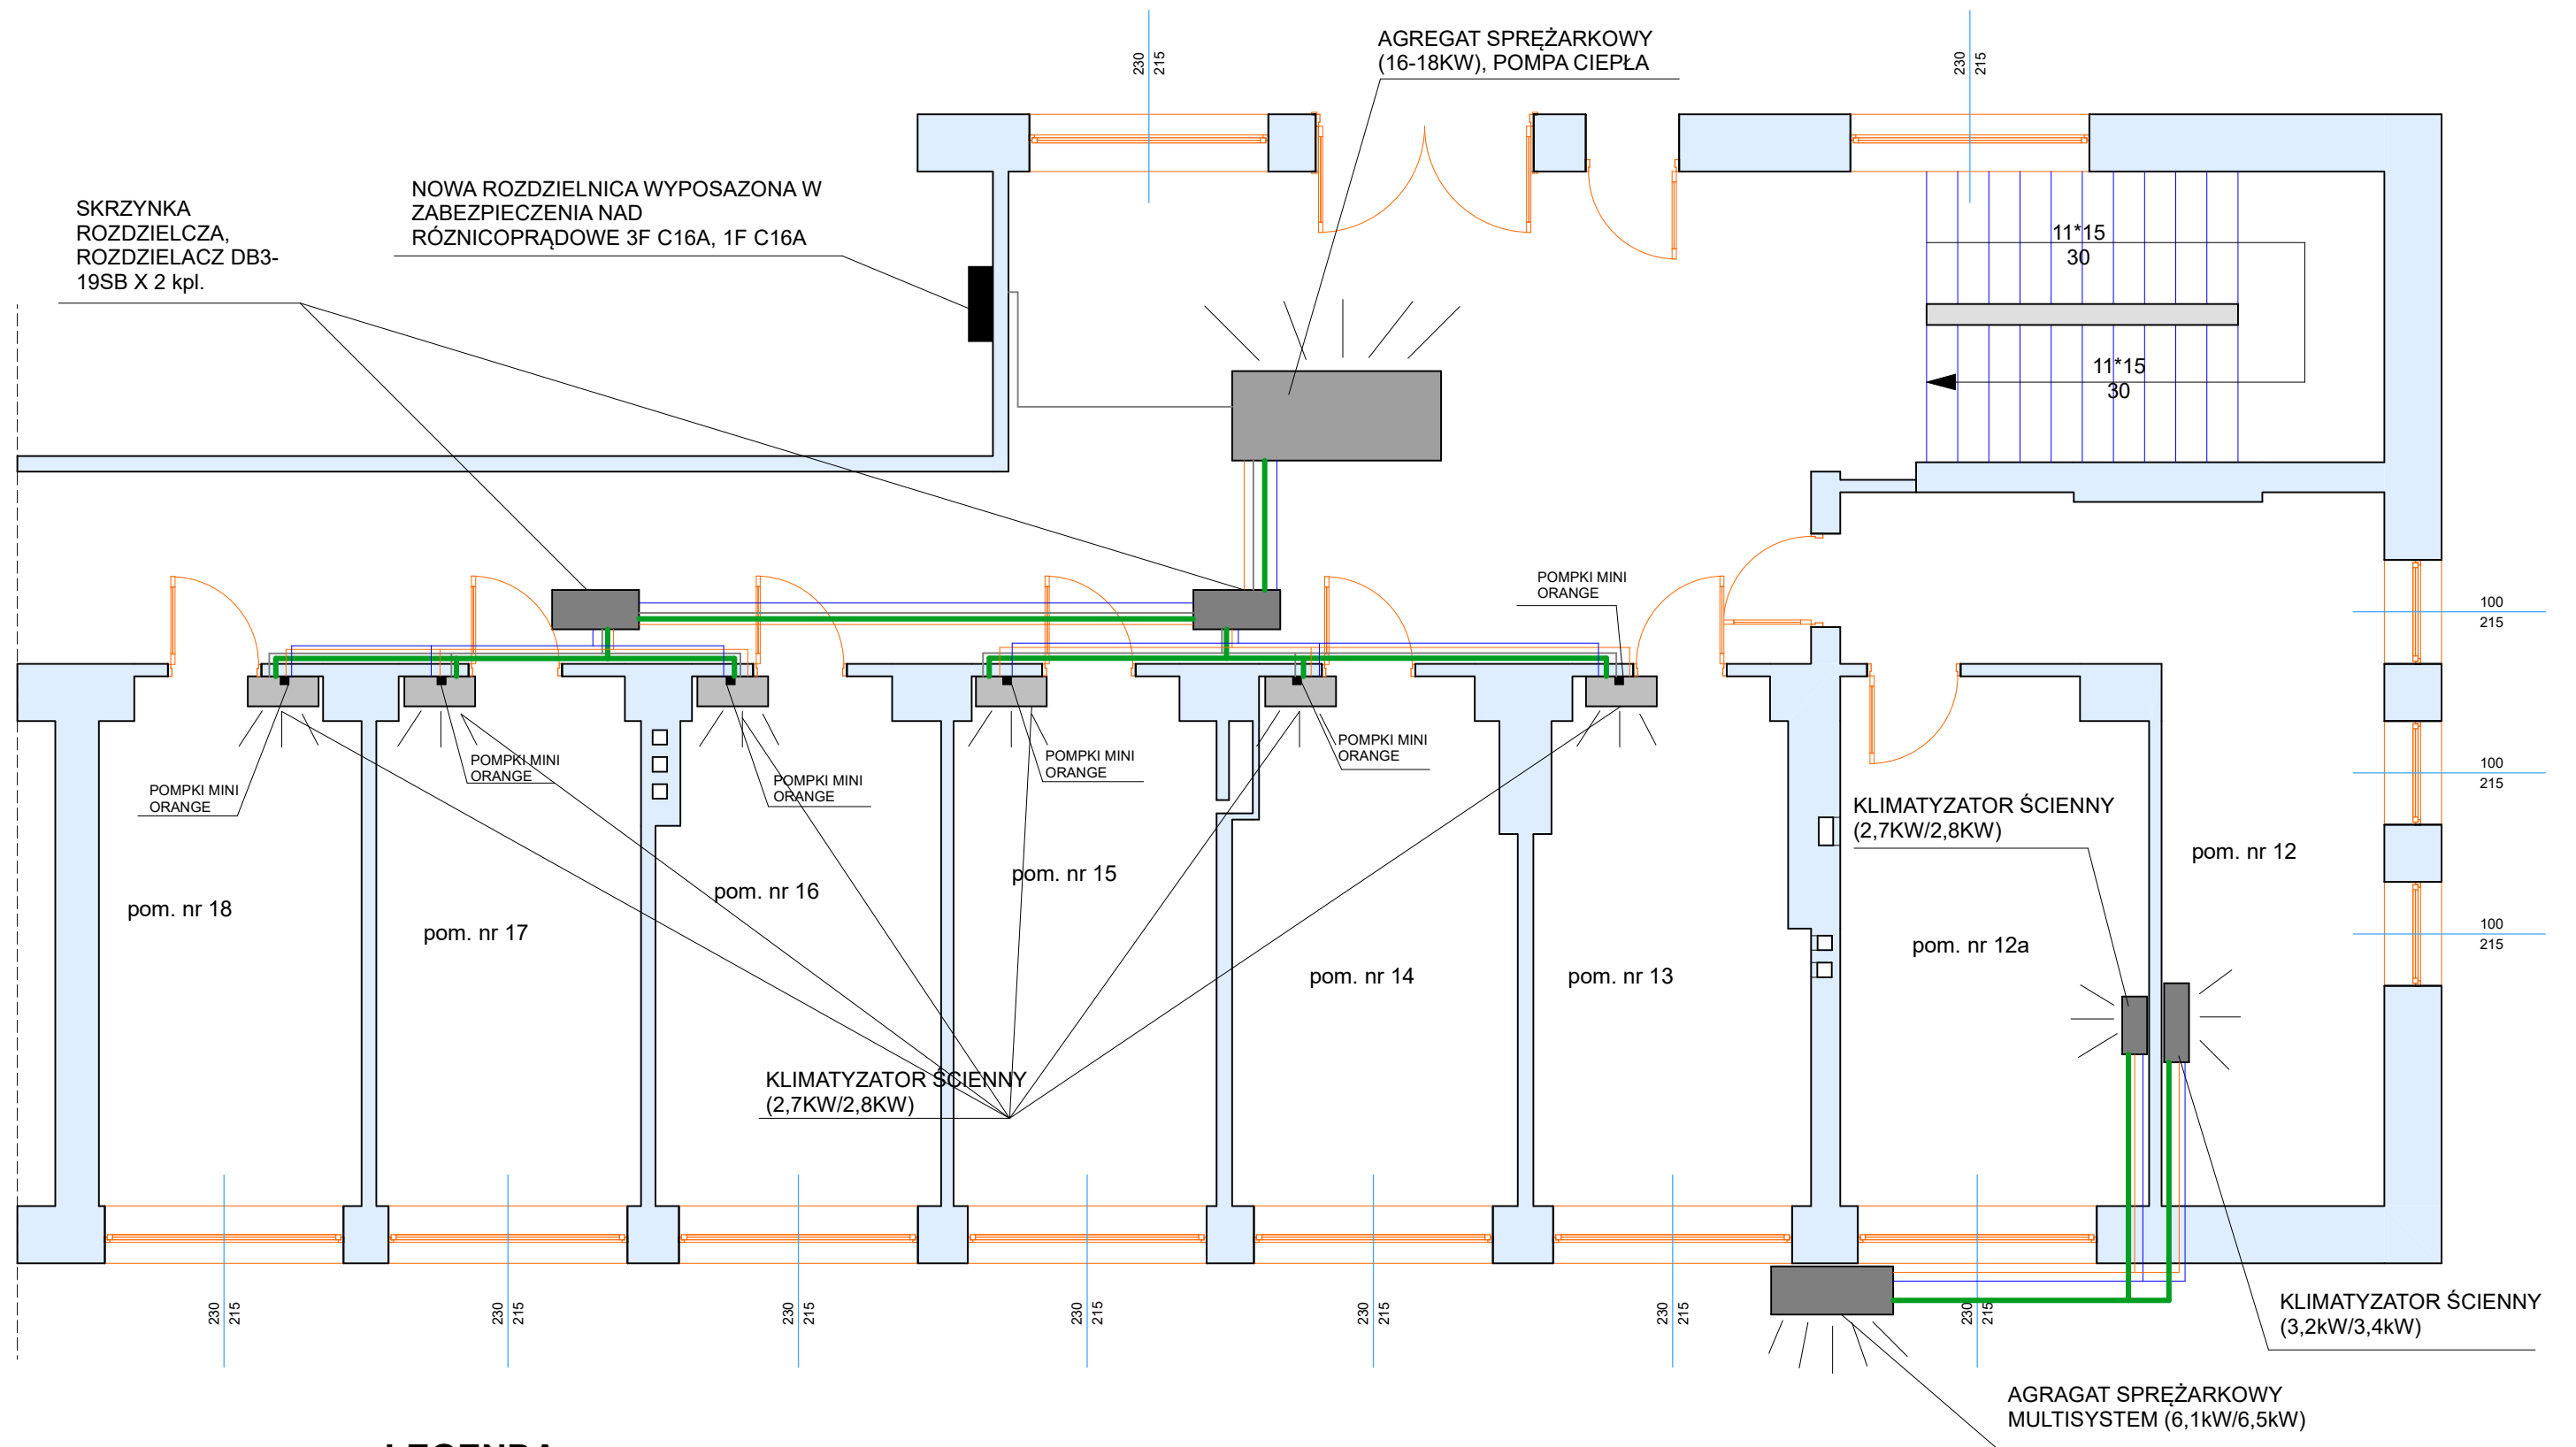 230
215
AGREGAT SPRĘŻARKOWY
(16-18KW), POMPA CIEPŁA
230
215
SKRZYNKA
ROZDZIELCZA,
ROZDZIELACZ DB3-
19SB X 2 kpl.
NOWA ROZDZIELNICA WYPOSAZONA W
ZABEZPIECZENIA NAD
RÓZNICOPRĄDOWE 3F C16A, 1F C16A
11*15
30
11*15
30
POMPKI MINI
ORANGE
100
215
100
215
100
215
POMPKI MINI
ORANGE
POMPKI MINI
ORANGE
POMPKI MINI
ORANGE
POMPKI MINI
ORANGE
POMPKI MINI
ORANGE
KLIMATYZATOR ŚCIENNY
(2,7KW/2,8KW)
pom. nr 18
pom. nr 17
pom. nr 16
pom. nr 15
pom. nr 14
pom. nr 13
pom. nr 12a
pom. nr 12
KLIMATYZATOR ŚCIENNY
(2,7KW/2,8KW)
230
215
230
215
230
215
230
215
230
215
230
215
230
215
KLIMATYZATOR ŚCIENNY
(3,2kW/3,4kW)
AGRAGAT SPRĘŻARKOWY
MULTISYSTEM (6,1kW/6,5kW)
LEGENDA